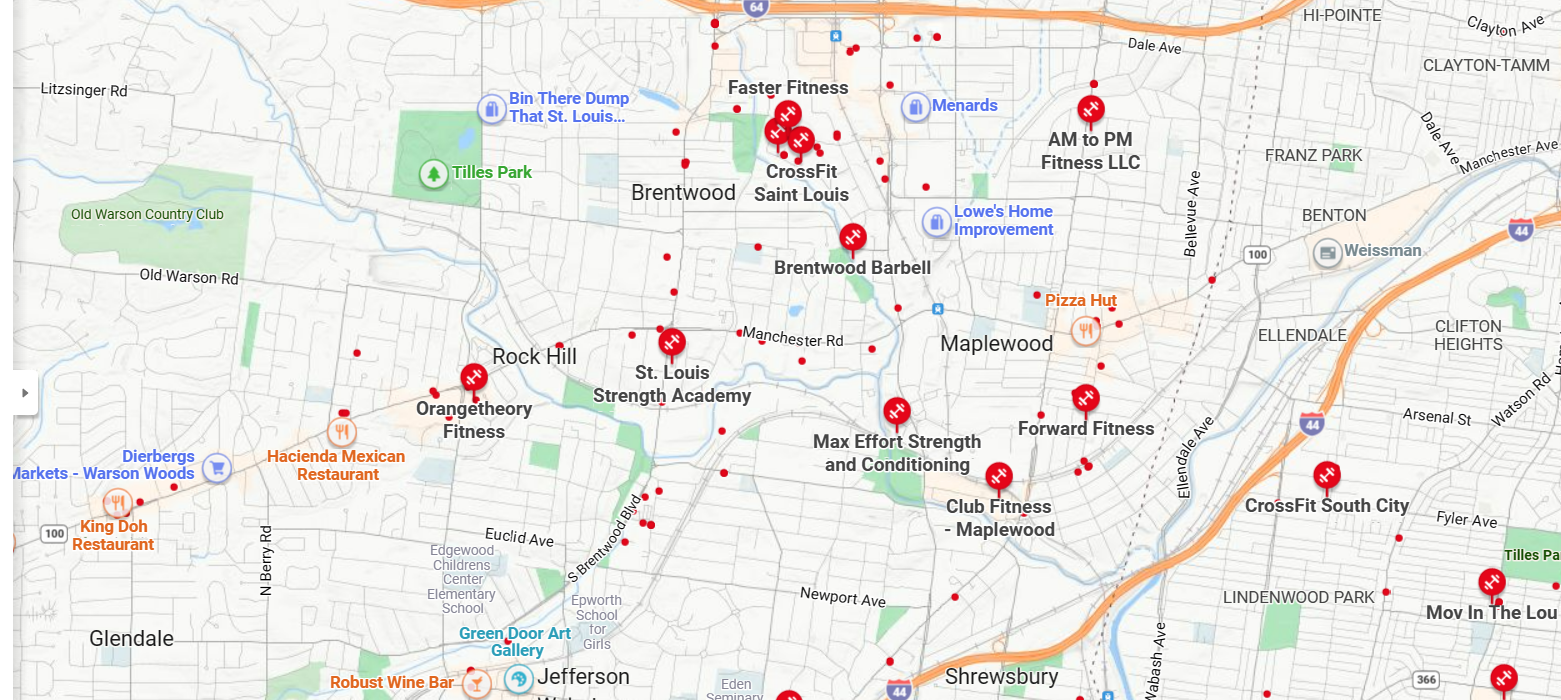 64
HI-POINTE
Clayton Ave
Dale Ave
CLAYTON-TAMM
Litzsinger Rd
Bin There Dump
That St. Louis...
Faster Fitness
Menards
AM to PM
Fitness LLC
Dale Ave
Manchester Ave
FRANZ PARK
Tilles Park
Brentwood
CrossFit
Saint Louis
Old Warson Country Club
Lowe's Home
Improvement
Bellevue Ave
BENTON
44
Weissman
100
Old Warson Rd
Brentwood Barbell
Pizza Hut
ELLENDALE
CLIFTON
HEIGHTS
Manchester Rd
Maplewood
Rock Hill
St. Louis
Strength Academy
Orangetheory
Fitness
Watson Rd
Arsenal St
44
Forward Fitness
Max Effort Strength
and Conditioning
Ellendale Ave
Hacienda Mexican
Restaurant
Dierbergs
Markets - Warson Woods
CrossFit South City
Club Fitness
- Maplewood
King Doh
Restaurant
100
Fyler Ave
Euclid Ave
S Brentwood Blvd
N Berry Rd
Edgewood
Childrens
Center
Elementary
School
Tilles Pa
Newport Ave
LINDENWOOD PARK
Mov In The Lou
Epworth
School
for
Girls
Glendale
Green Door Art
Gallery
Wabash Ave
Robust Wine Bar
Jefferson
Eden
Seminary
44
Shrewsbury
366